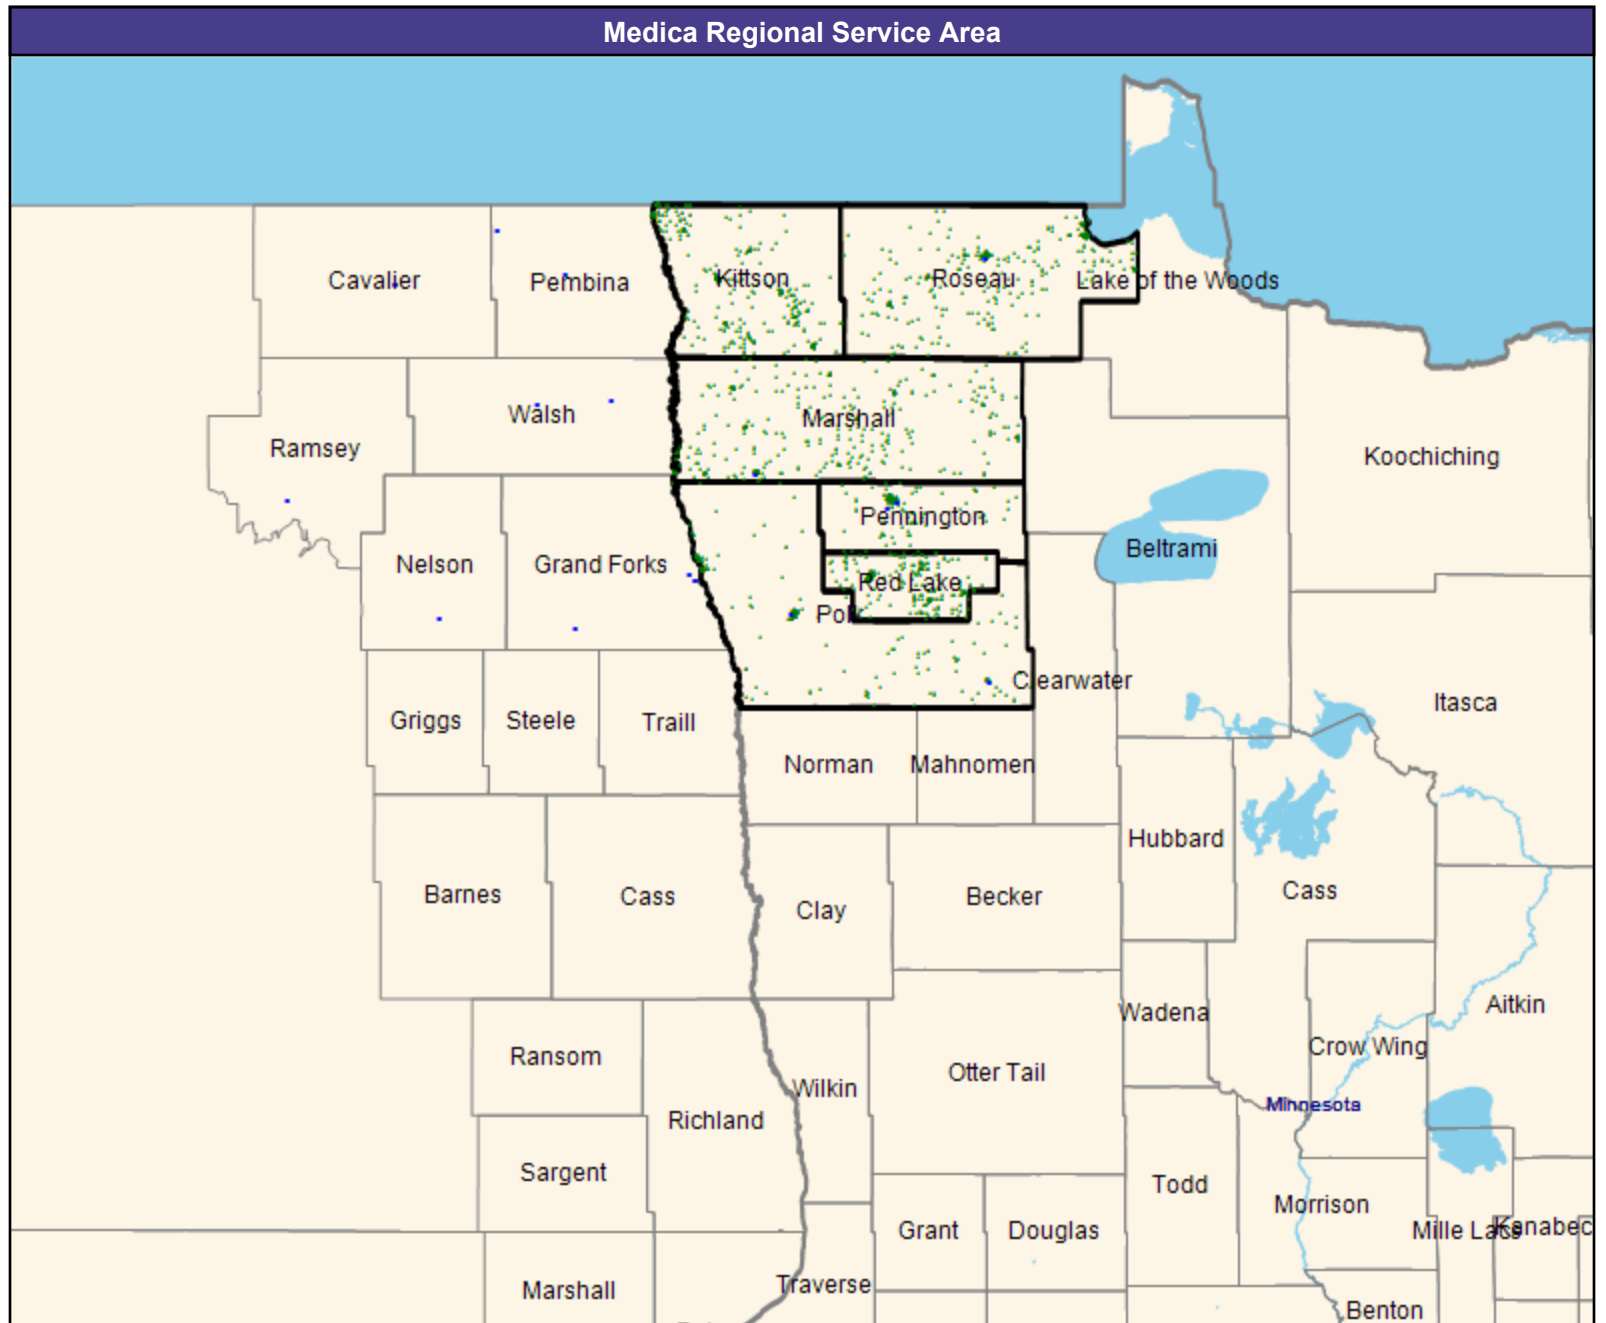 Medica Regional Service Area
Cavalier
Pembina
Kittson
Roseau
Lake of the Woods
Walsh
Marshall
Ramsey
Koochiching
Pennington
Beltrami
Nelson
Grand Forks
Red Lake
Polk
Clearwater
Itasca
Griggs
Steele
Traill
Norman
Mahnomen
Hubbard
Cass
Barnes
Cass
Clay
Becker
Aitkin
Wadena
Crow Wing
Ransom
Otter Tail
Wilkin
Minnesota
Richland
Sargent
Todd
Morrison
Grant
Douglas
Mille Lacs
Kanabec
Marshall
Traverse
Benton